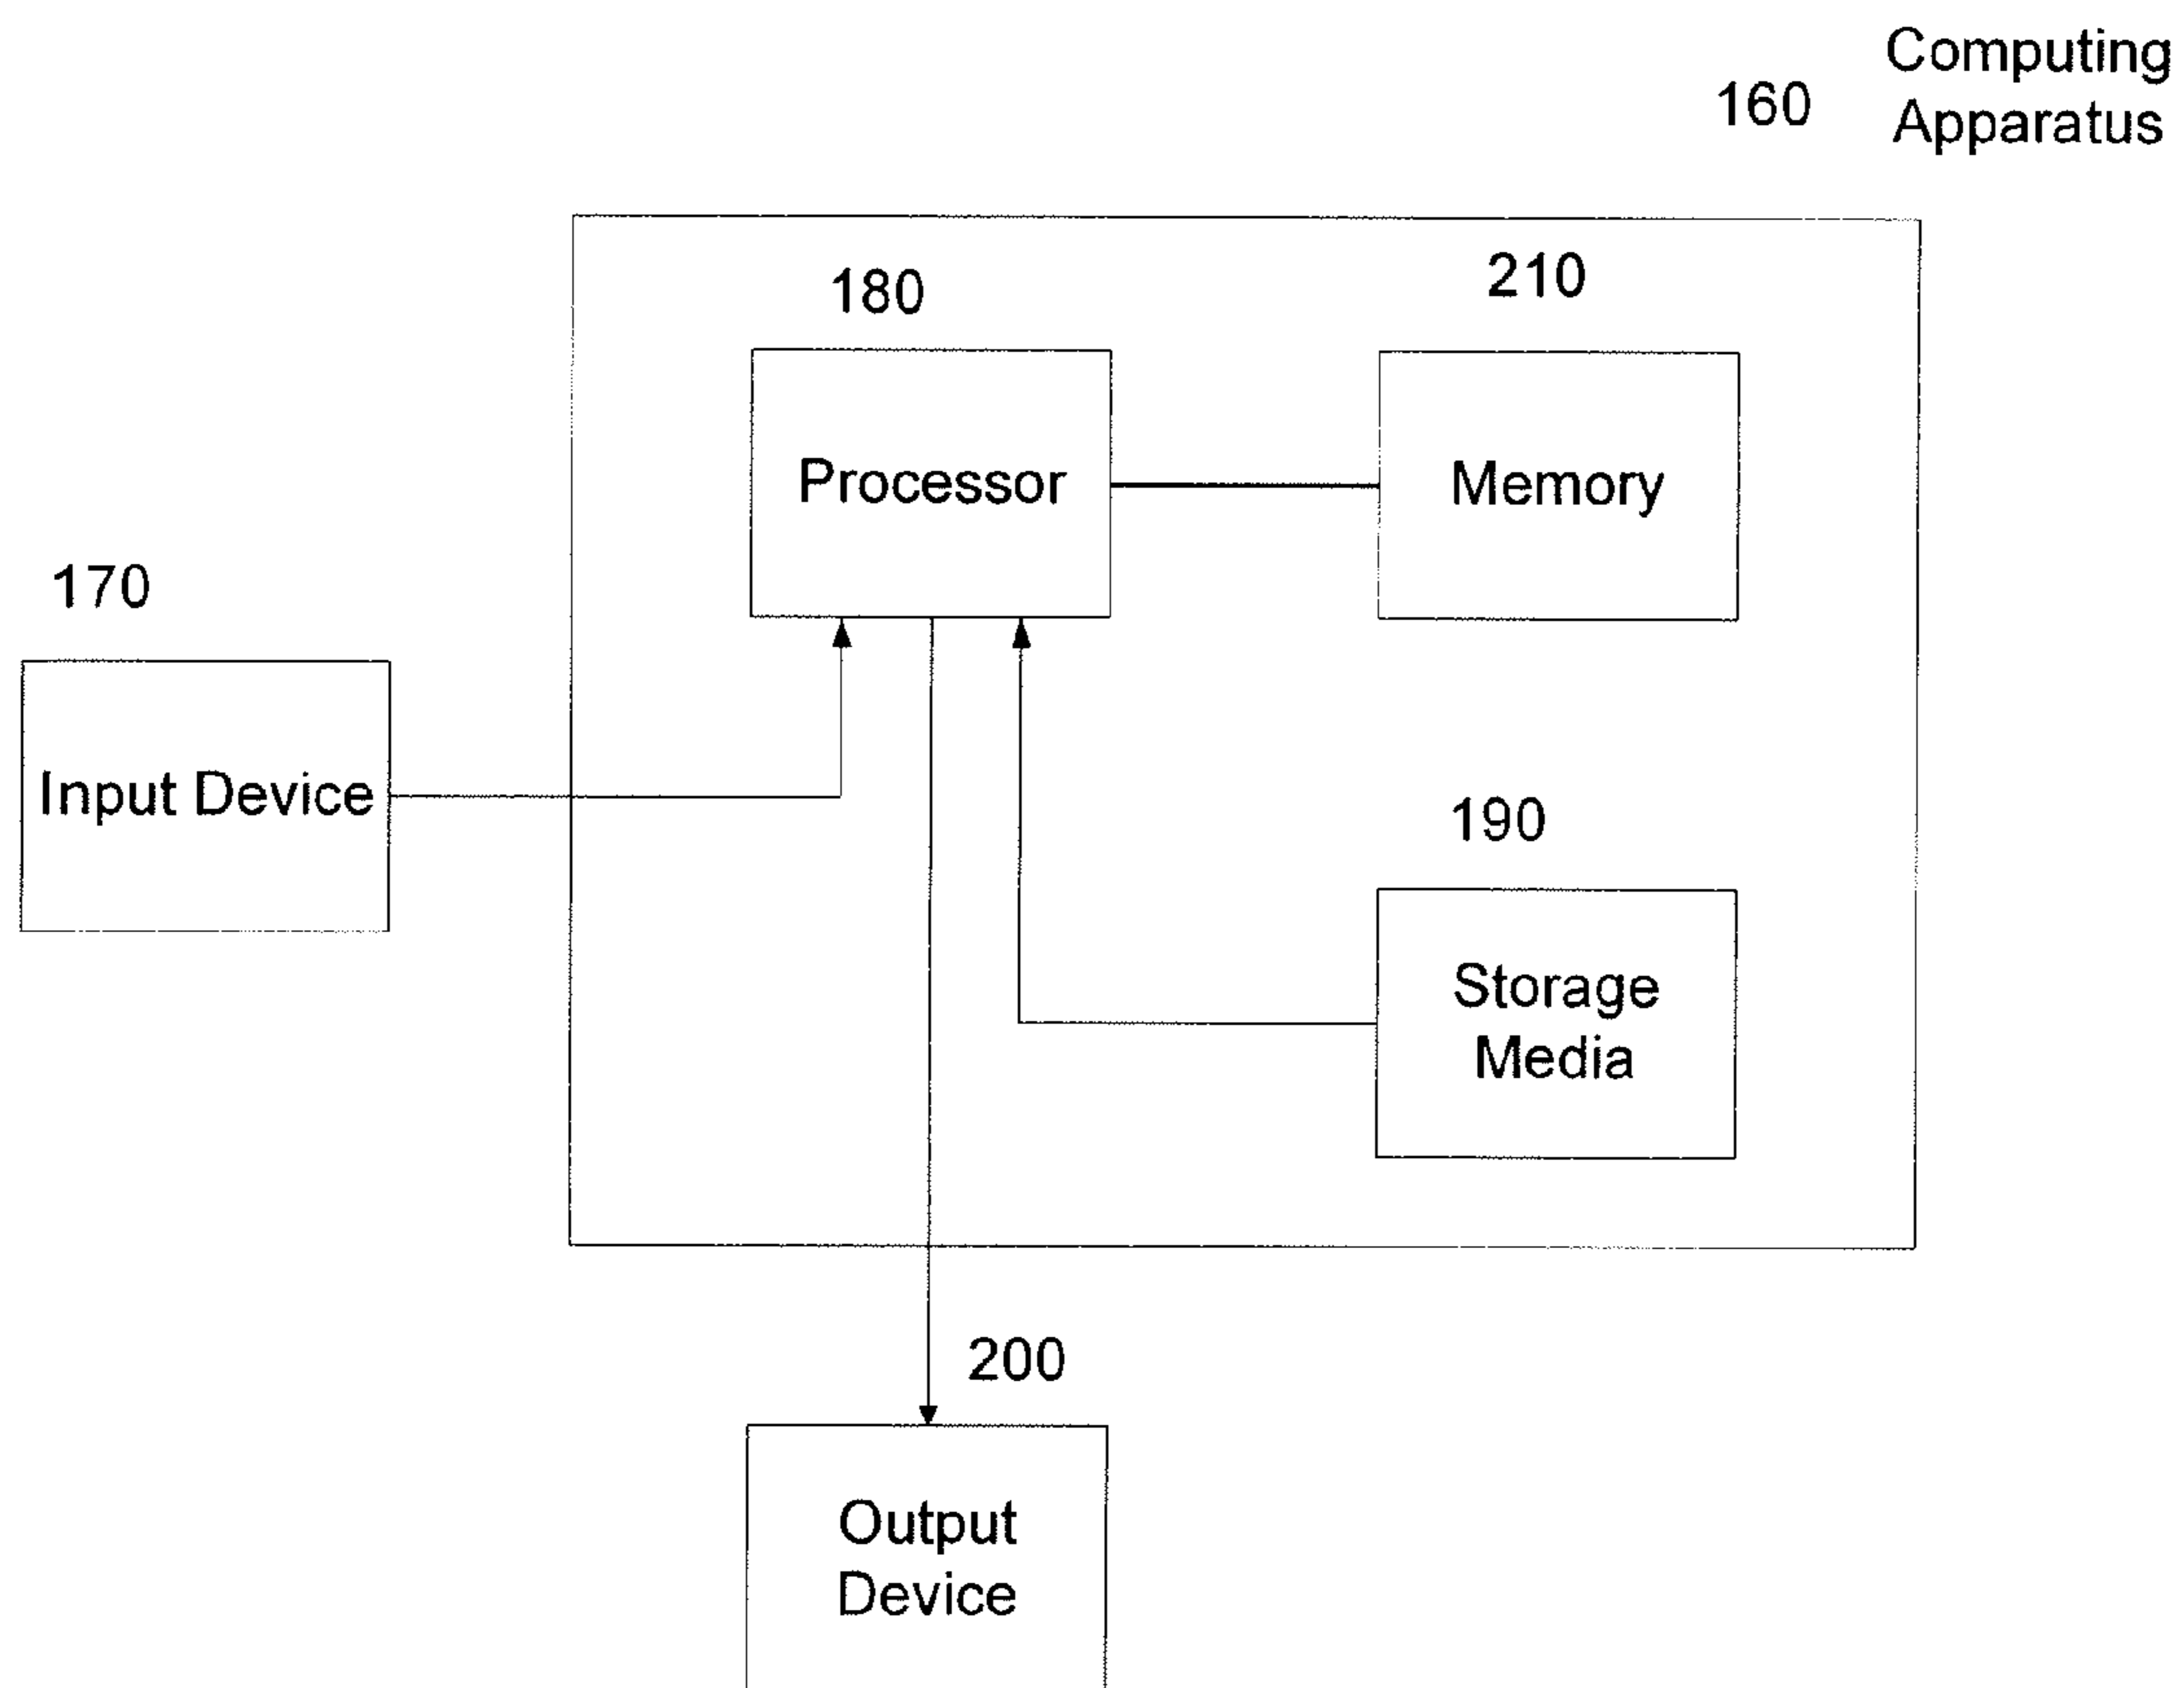 Computing
160
Apparatus
180
210
Processor
Memory
170
Input Device
190
Storage
Media
200
Output
Device